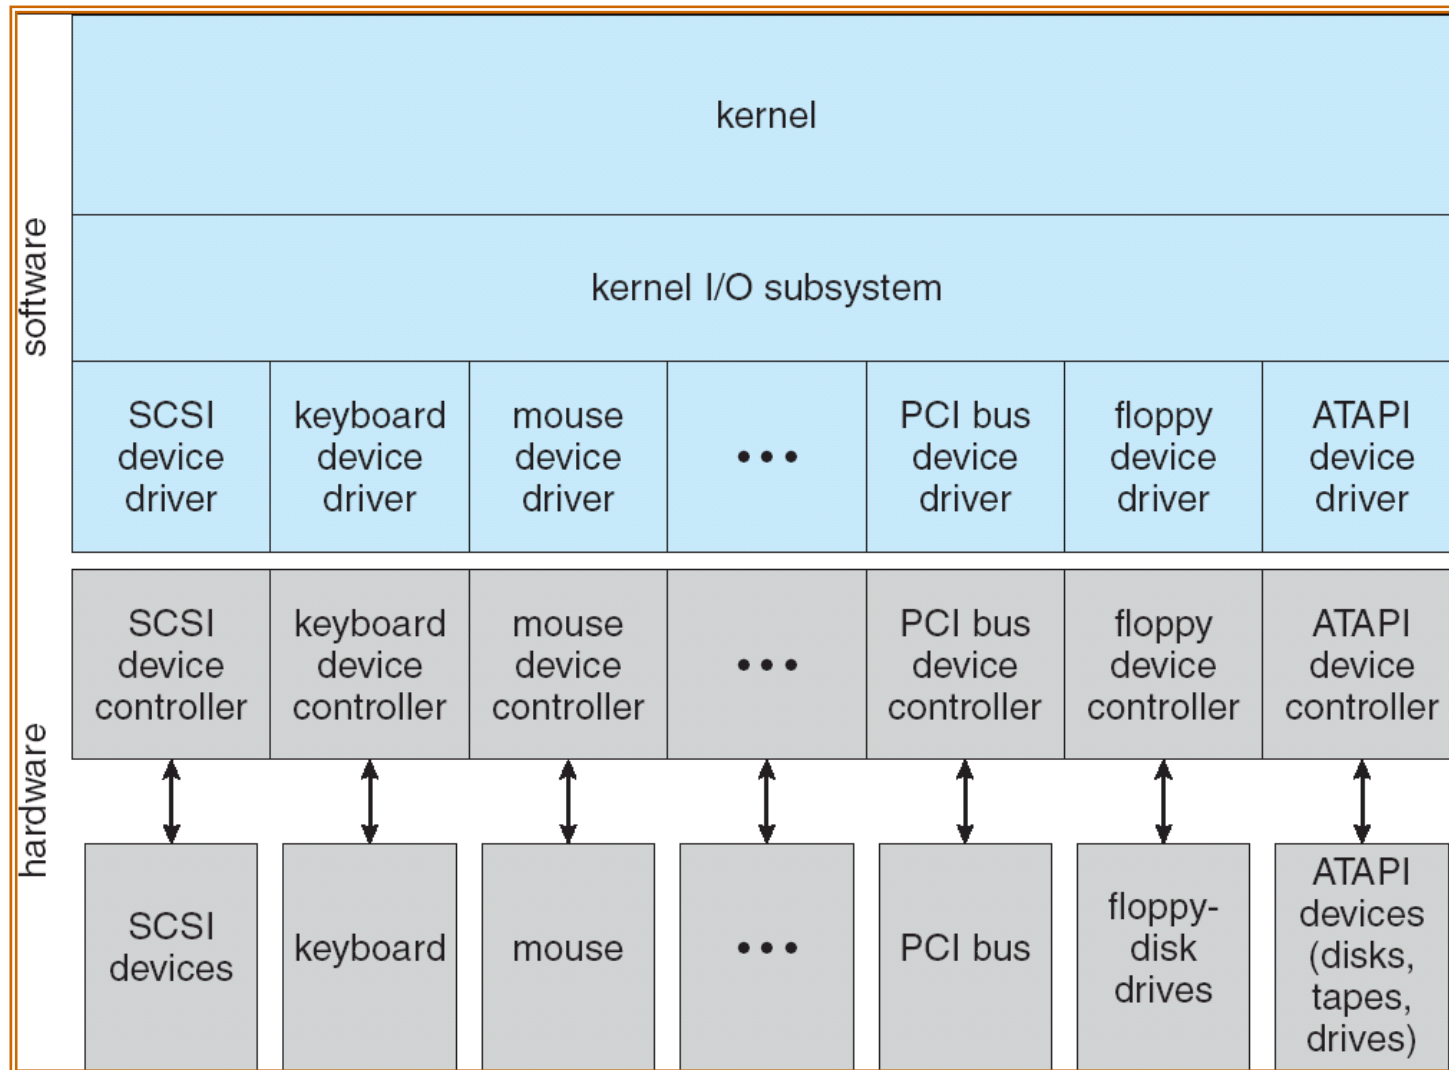 software
kernel
kernel I/O subsystem
SCSI
device
driver
keyboard
device
driver
mouse
device
driver
•••
PCI bus
device
driver
floppy
device
driver
ATAPI
device
driver
hardware
SCSI
device
controller
keyboard
device
controller
mouse
device
controller
•••
PCI bus
device
controller
floppy
device
controller
ATAPI
device
controller
SCSI
devices
keyboard
mouse
•••
PCI bus
floppy-
disk
drives
ATAPI
devices
(disks,
tapes,
drives)